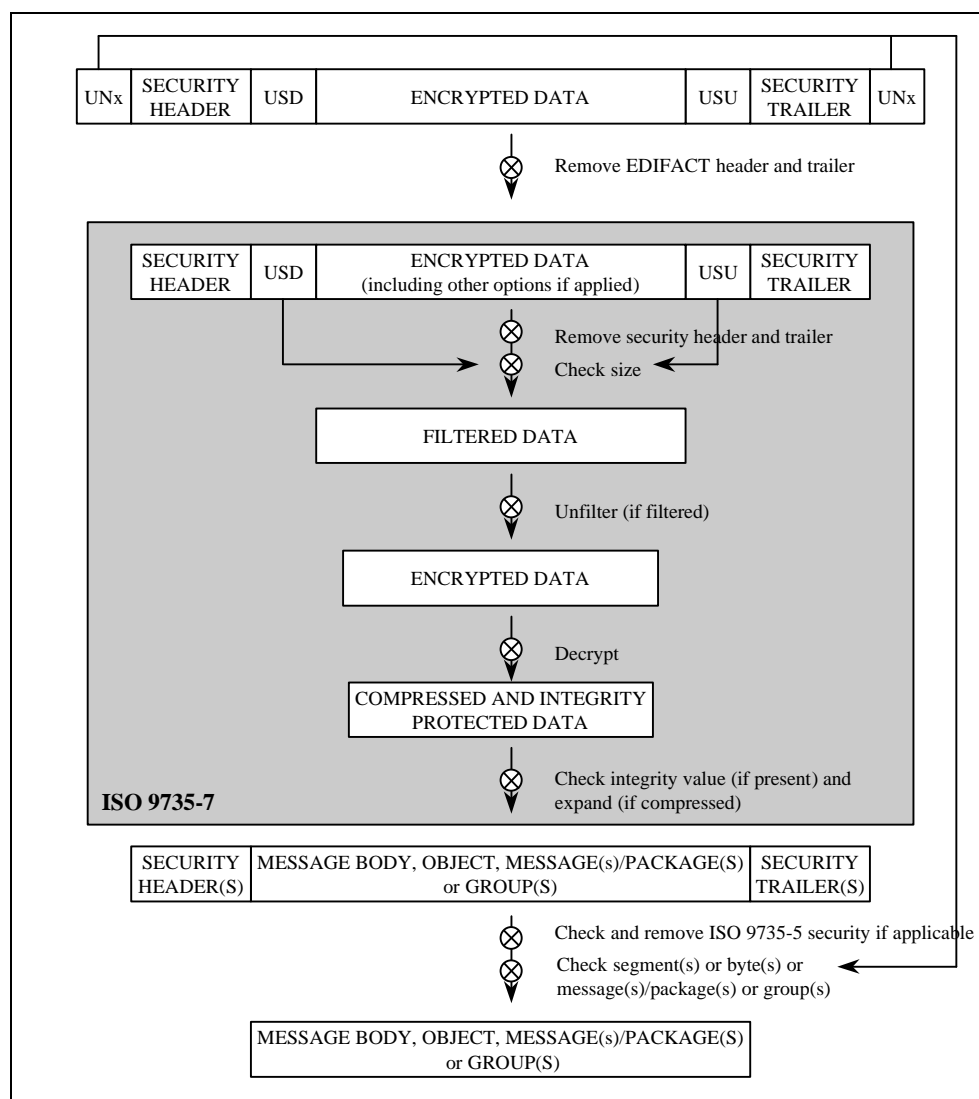 UNx
SECURITY
HEADER
USD
ENCRYPTED DATA
USU
SECURITY
TRAILER
UNx
Remove EDIFACT header and trailer
SECURITY
HEADER
USD
ENCRYPTED DATA
(including other options if applied)
USU
SECURITY
TRAILER
Remove security header and trailer
Check size
FILTERED DATA
Unfilter (if filtered)
ENCRYPTED DATA
Decrypt
COMPRESSED AND INTEGRITY
PROTECTED DATA
Check integrity value (if present) and
expand (if compressed)
ISO 9735-7
SECURITY
HEADER(S)
MESSAGE BODY, OBJECT, MESSAGE(s)/PACKAGE(S)
or GROUP(S)
SECURITY
TRAILER(S)
Check and remove ISO 9735-5 security if applicable
Check segment(s) or byte(s) or
message(s)/package(s) or group(s)
MESSAGE BODY, OBJECT, MESSAGE(s)/PACKAGE(S)
or GROUP(S)